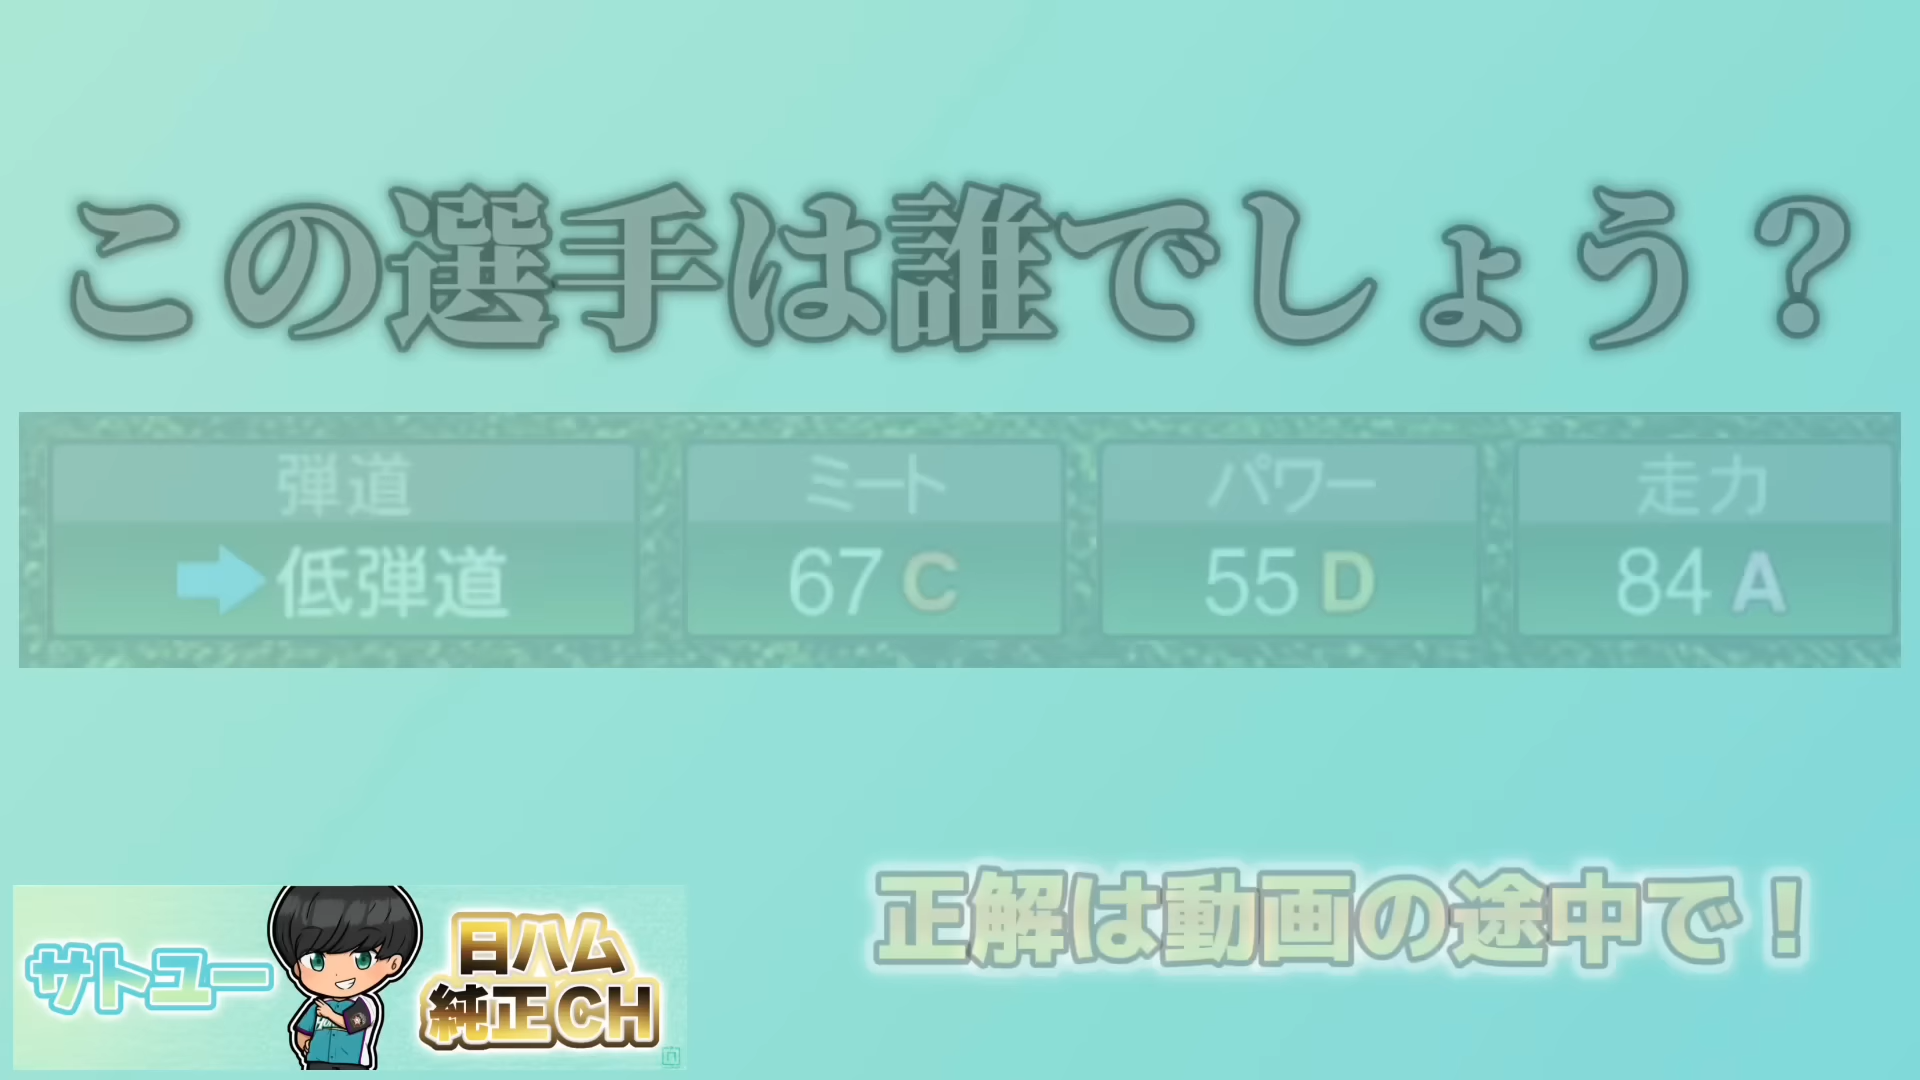 この選手は誰でしょう？
弾道 ミート パワー 走力
低弾道 67 C 55 D 84 A
正解は動画の途中で！
サトユー
日ハム
純正CH